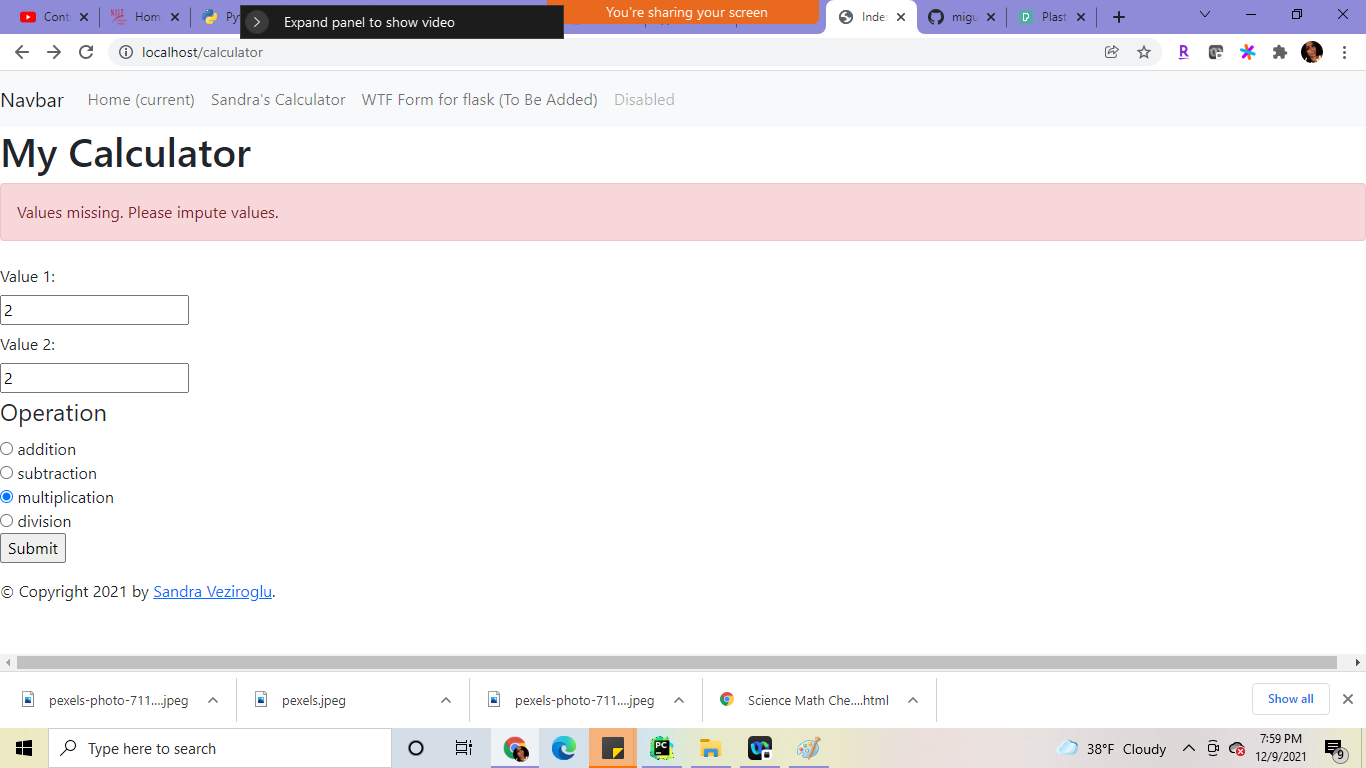 Cont
Hom
Py
Expand panel to show video
You're sharing your screen
Index
migu
Plast
localhost/calculator
R
Navbar
Home (current)
Sandra's Calculator
WTF Form for flask (To Be Added)
Disabled
My Calculator
Values missing. Please impute values.
Value 1:
2
Value 2:
2
Operation
addition
subtraction
multiplication
division
Submit
© Copyright 2021 by Sandra Veziroglu.
pexels-photo-711....jpeg
pexels.jpeg
pexels-photo-711....jpeg
Science Math Che....html
Show all
Type here to search
PC
38°F Cloudy
7:59 PM
12/9/2021
9